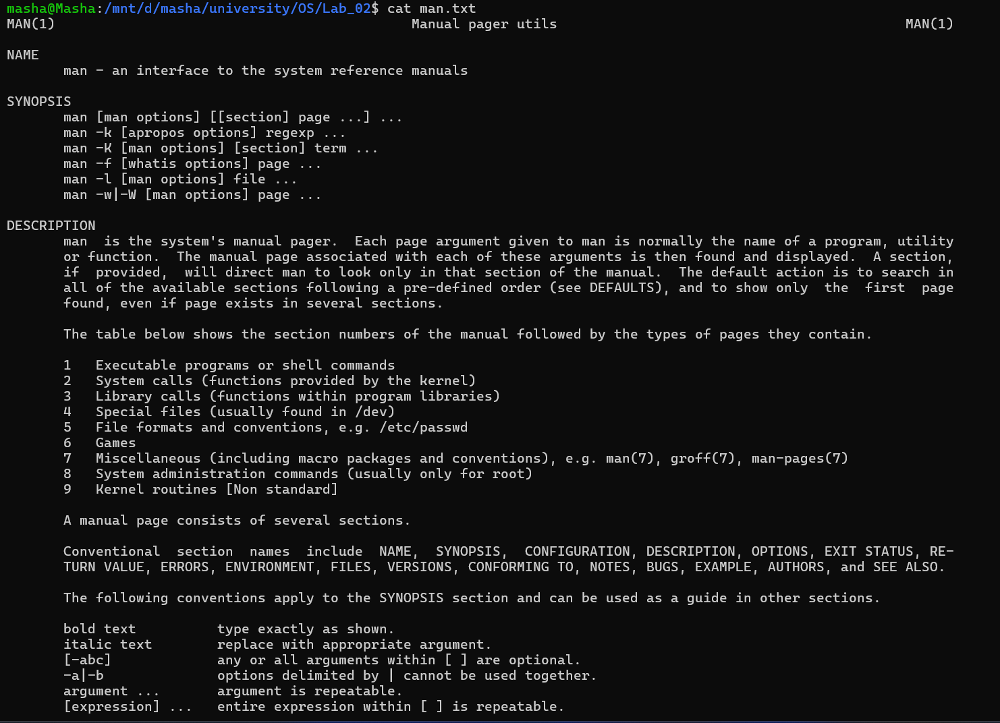 masha@Masha:/mnt/d/masha/university/OS/Lab_02$ cat man.txt
MAN(1) Manual pager utils MAN(1)
NAME
man - an interface to the system reference manuals
SYNOPSIS
man [man options] [[section] page ...] ...
man -k [apropos options] regexp ...
man -K [man options] [section] term ...
man -f [whatis options] page ...
man -l [man options] file ...
man -w|-W [man options] page ...
DESCRIPTION
man  is the system's manual pager.  Each page argument given to man is normally the name of a program, utility
or function.  The manual page associated with each of these arguments is then found and displayed.  A section,
if  provided,  will direct man to look only in that section of the manual.  The default action is to search in
all of the available sections following a pre-defined order (see DEFAULTS), and to show only  the  first  page
found, even if page exists in several sections.
The table below shows the section numbers of the manual followed by the types of pages they contain.
1   Executable programs or shell commands
2   System calls (functions provided by the kernel)
3   Library calls (functions within program libraries)
4   Special files (usually found in /dev)
5   File formats and conventions, e.g. /etc/passwd
6   Games
7   Miscellaneous (including macro packages and conventions), e.g. man(7), groff(7), man-pages(7)
8   System administration commands (usually only for root)
9   Kernel routines [Non standard]
A manual page consists of several sections.
Conventional  section  names  include  NAME,  SYNOPSIS,  CONFIGURATION, DESCRIPTION, OPTIONS, EXIT STATUS, RE-
TURN VALUE, ERRORS, ENVIRONMENT, FILES, VERSIONS, CONFORMING TO, NOTES, BUGS, EXAMPLE, AUTHORS, and SEE ALSO.
The following conventions apply to the SYNOPSIS section and can be used as a guide in other sections.
bold text          type exactly as shown.
italic text        replace with appropriate argument.
[-abc]             any or all arguments within [ ] are optional.
-a|-b              options delimited by | cannot be used together.
argument ...       argument is repeatable.
[expression] ...   entire expression within [ ] is repeatable.